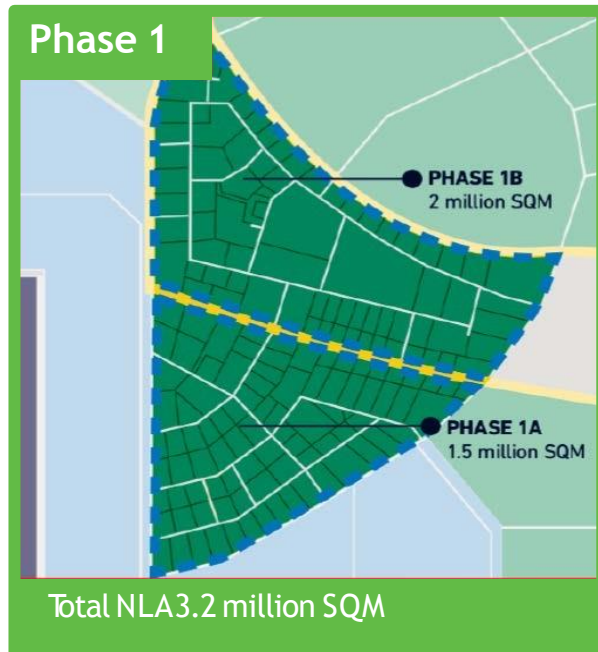 Phase 1
PHASE 1B
2 million SQM
PHASE 1A
1.5 million SQM
Total NLA3.2 million SQM